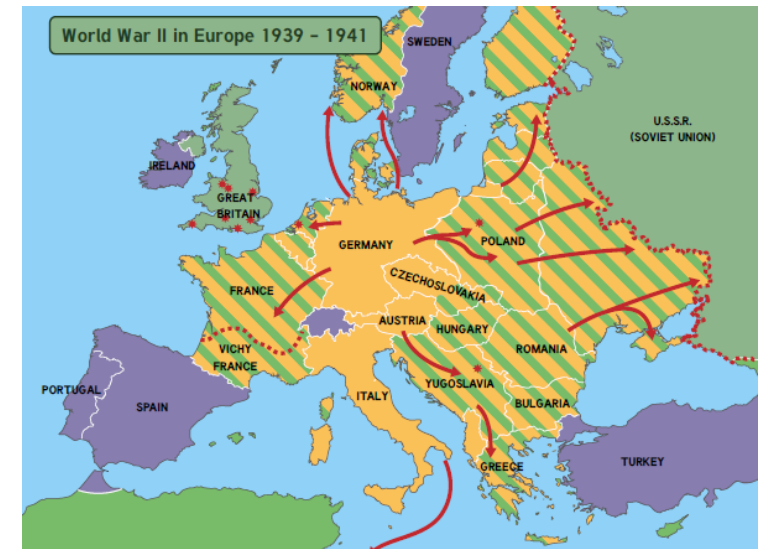 World War II in Europe 1939 – 1941
SWEDEN
NORWAY
U.S.S.R.
(SOVIET UNION)
IRELAND
GREAT
BRITAIN
GERMANY
POLAND
CZECHOSLOVAKIA
FRANCE
AUSTRIA
HUNGARY
VICHY
FRANCE
ROMANIA
YUGOSLAVIA
PORTUGAL
SPAIN
ITALY
BULGARIA
GREECE
TURKEY